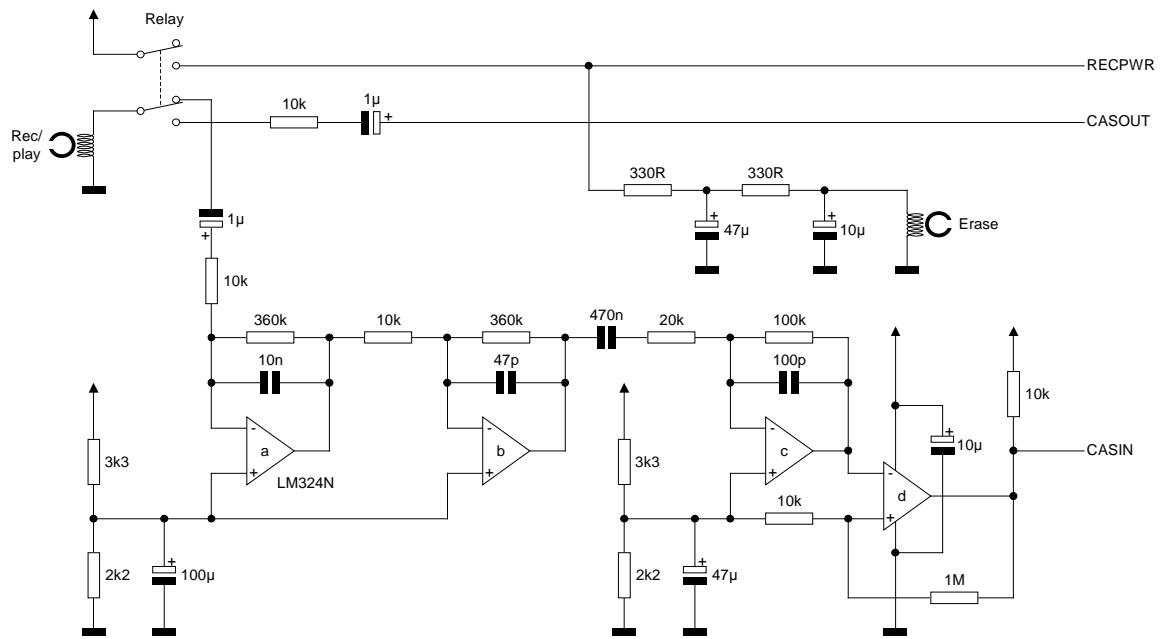 Relay
RECPWR
1µ
10k
+
CASOUT
Rec/
play
330R
330R
+
47µ
+
10µ
Erase
1µ
+
10k
360k
10k
360k
470n
20k
100k
10n
47p
100p
10k
-
a
+
LM324N
-
b
+
-
c
+
+
10µ
CASIN
3k3
3k3
-
d
+
10k
2k2
+
100µ
2k2
+
47µ
1M